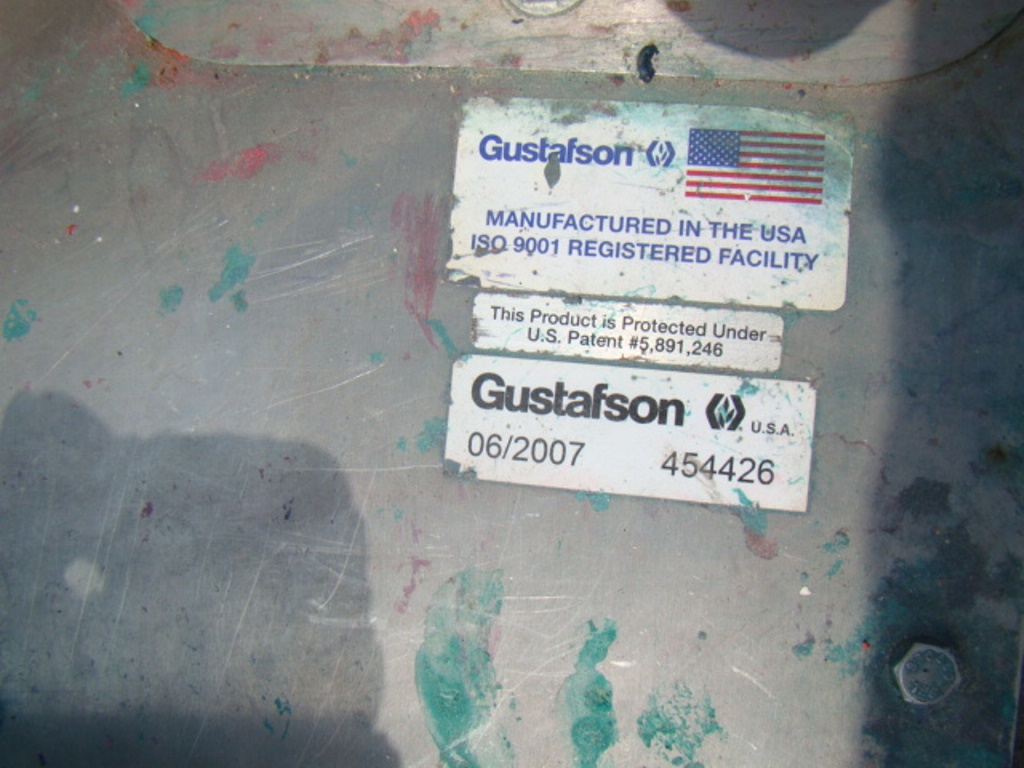 Gustafson
MANUFACTURED IN THE USA
ISO 9001 REGISTERED FACILITY
This Product is Protected Under
U.S. Patent #5,891,246
Gustafson U.S.A.
06/2007 454426